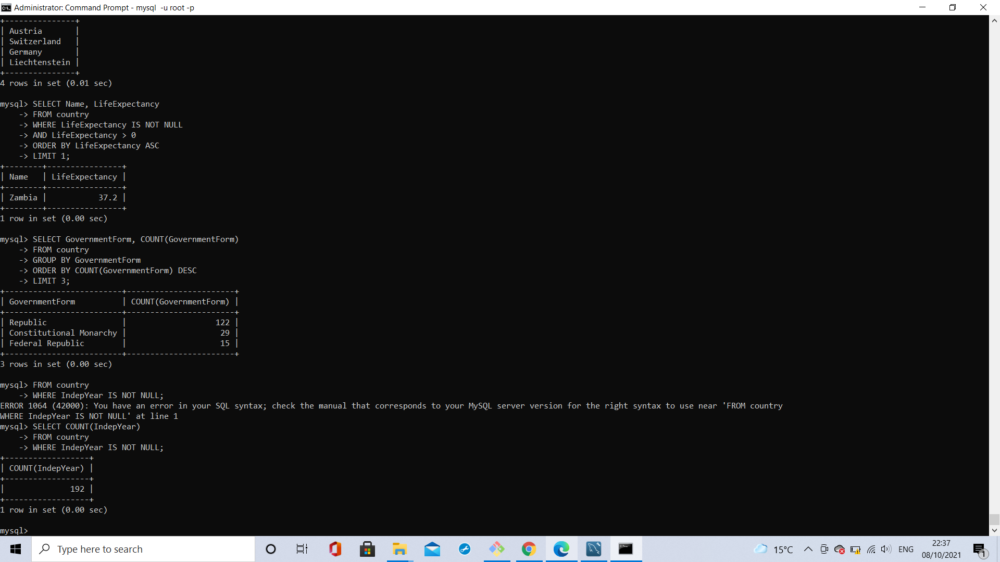 Administrator: Command Prompt - mysql  -u root -p
+---------------+
| Austria       |
| Switzerland   |
| Germany       |
| Liechtenstein |
+---------------+
4 rows in set (0.01 sec)

mysql> SELECT Name, LifeExpectancy
    -> FROM country
    -> WHERE LifeExpectancy IS NOT NULL
    -> AND LifeExpectancy > 0
    -> ORDER BY LifeExpectancy ASC
    -> LIMIT 1;
+--------+----------------+
| Name   | LifeExpectancy |
+--------+----------------+
| Zambia |           37.2 |
+--------+----------------+
1 row in set (0.00 sec)

mysql> SELECT GovernmentForm, COUNT(GovernmentForm)
    -> FROM country
    -> GROUP BY GovernmentForm
    -> ORDER BY COUNT(GovernmentForm) DESC
    -> LIMIT 3;
+-------------------------+-----------------------+
| GovernmentForm          | COUNT(GovernmentForm) |
+-------------------------+-----------------------+
| Republic                |                   122 |
| Constitutional Monarchy |                    29 |
| Federal Republic        |                    15 |
+-------------------------+-----------------------+
3 rows in set (0.00 sec)

mysql> FROM country
    -> WHERE IndepYear IS NOT NULL;
ERROR 1064 (42000): You have an error in your SQL syntax; check the manual that corresponds to your MySQL server version for the right syntax to use near 'FROM country
WHERE IndepYear IS NOT NULL' at line 1
mysql> SELECT COUNT(IndepYear)
    -> FROM country
    -> WHERE IndepYear IS NOT NULL;
+------------------+
| COUNT(IndepYear) |
+------------------+
|              192 |
+------------------+
1 row in set (0.00 sec)

mysql>
Type here to search
15°C
ENG
22:37
08/10/2021
1